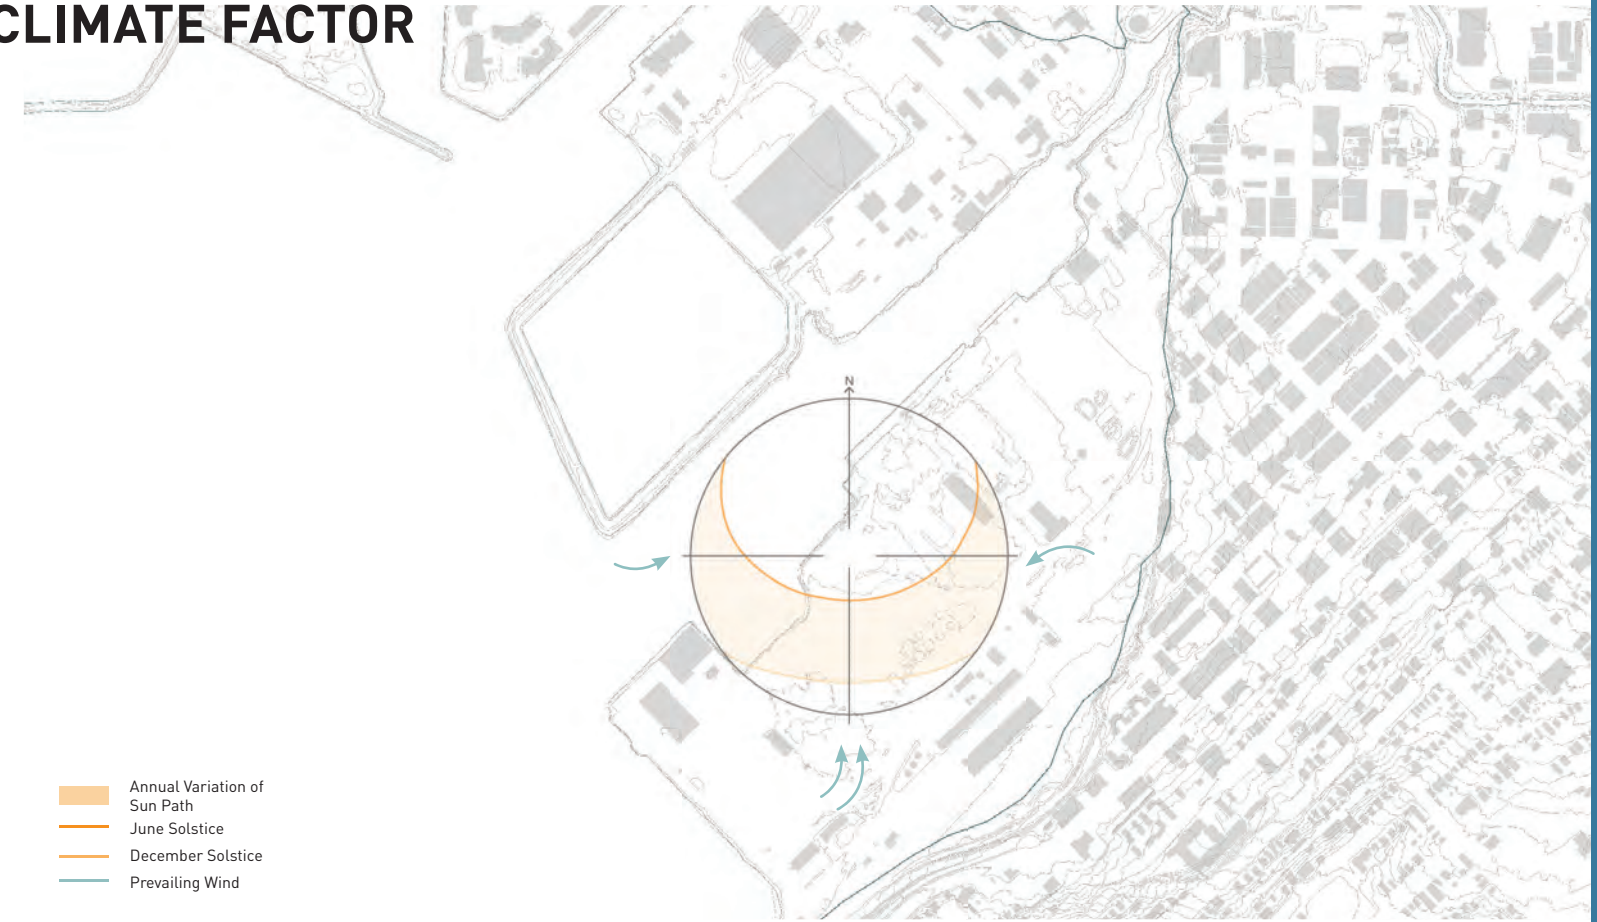 CLIMATE FACTOR
N
Annual Variation of
Sun Path
June Solstice
December Solstice
Prevailing Wind